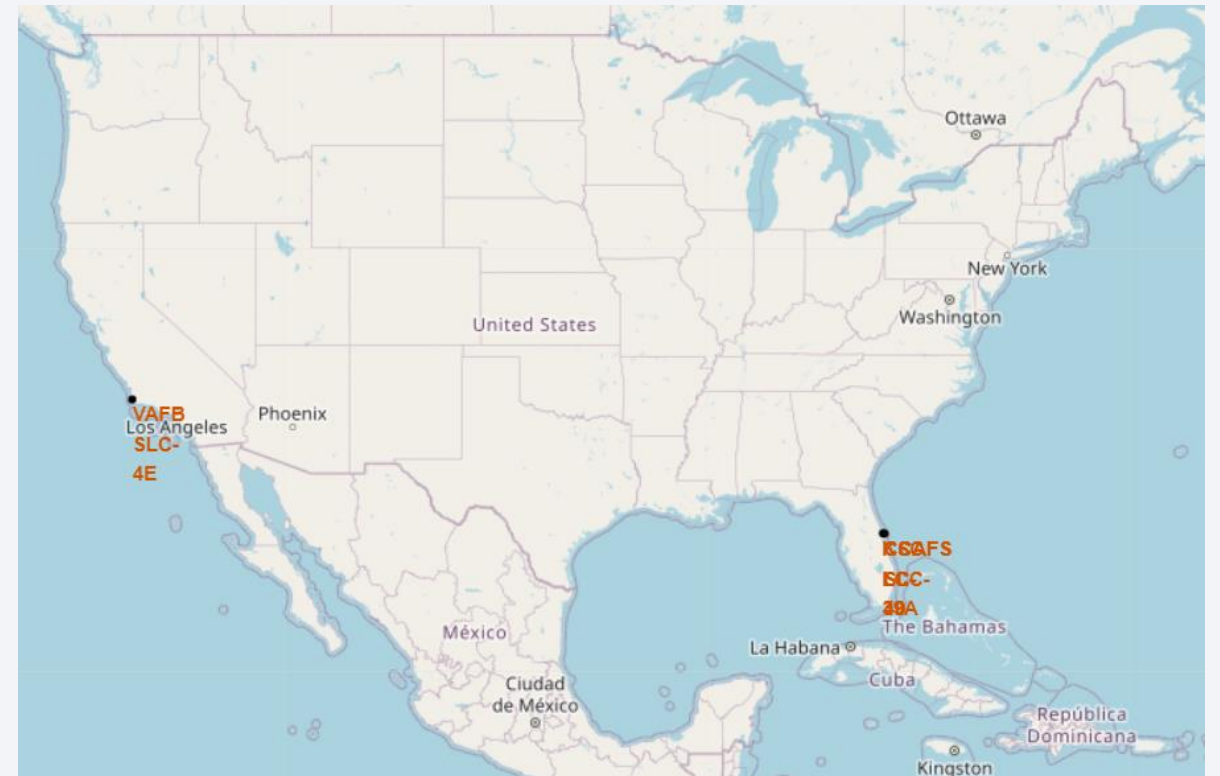 Ottawa
New York
Washington
United States
VAFB
Los Angeles
SLC-
4E
Phoenix
México
Ciudad
de México
La Habana
The Bahamas
Cuba
República
Dominicana
Kingston